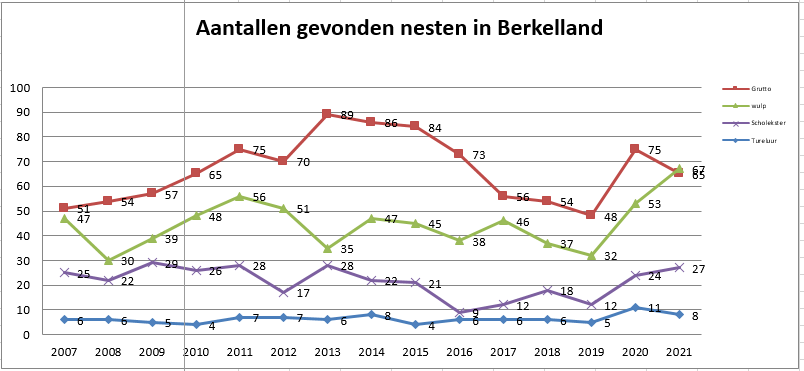 Aantallen gevonden nesten in Berkelland
100
90
80
70
60
50
40
30
20
10
0
51 54 57 65 75 70 89 86 84 73 56 54 48 75 65
47 30 39 48 56 51 35 47 45 38 46 37 32 53 67
25 22 29 26 28 17 28 22 21 9 12 18 12 24 27
6 6 5 4 7 7 6 8 4 6 6 6 5 11 8
2007 2008 2009 2010 2011 2012 2013 2014 2015 2016 2017 2018 2019 2020 2021
Grutto
wulp
Scholekster
Tureluur